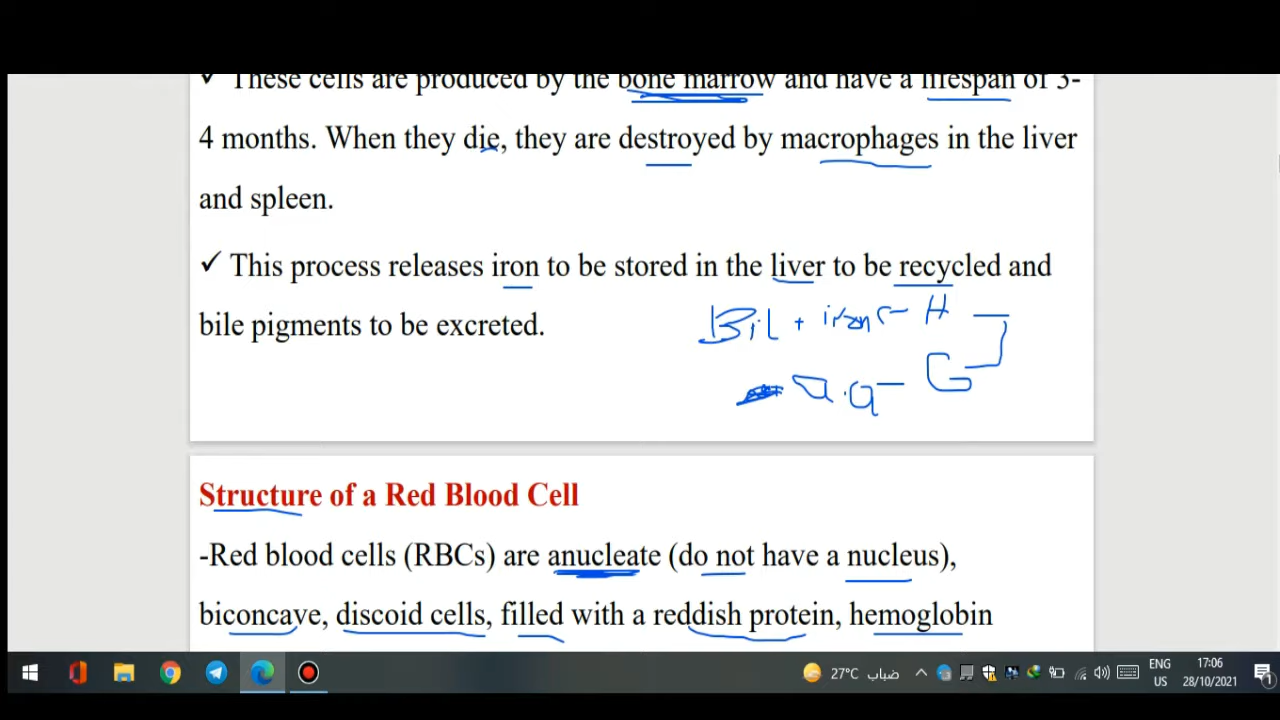 ✓ These cells are produced by the bone marrow and have a lifespan of 3-
4 months. When they die, they are destroyed by macrophages in the liver
and spleen.
✓ This process releases iron to be stored in the liver to be recycled and
bile pigments to be excreted.
Bil + iron - H
a.a - G
Structure of a Red Blood Cell
-Red blood cells (RBCs) are anucleate (do not have a nucleus),
biconcave, discoid cells, filled with a reddish protein, hemoglobin
27°C ضباب
ENG
US
17:06
28/10/2021
1